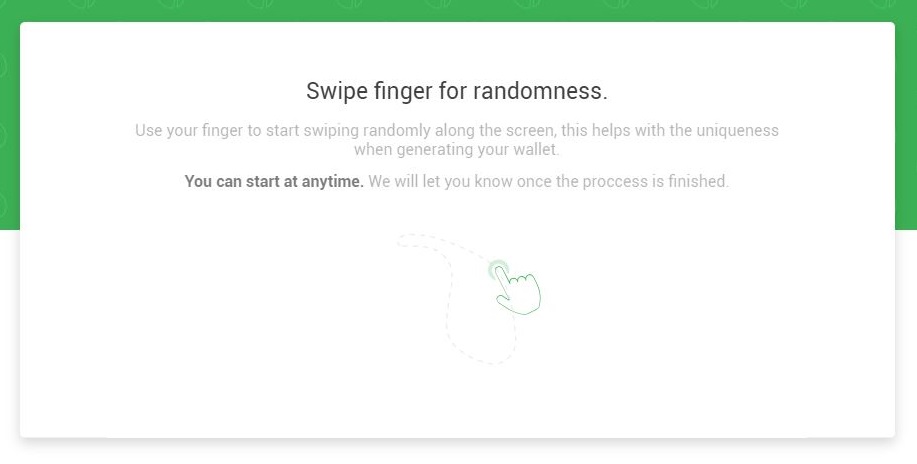 Swipe finger for randomness.
Use your finger to start swiping randomly along the screen, this helps with the uniqueness
when generating your wallet.
You can start at anytime. We will let you know once the proccess is finished.